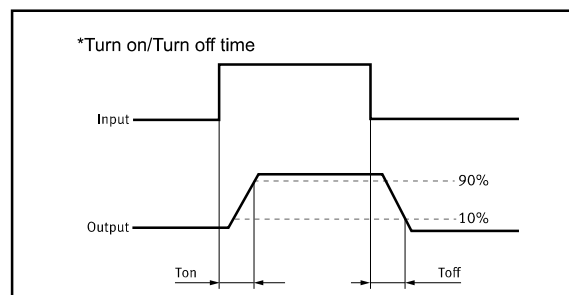 *Turn on/Turn off time
Input
90%
10%
Output
Ton
Toff